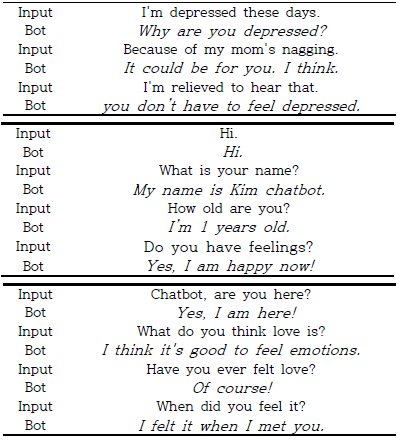 Input I'm depressed these days.
Bot Why are you depressed?
Input Because of my mom's nagging.
Bot It could be for you. I think.
Input I'm relieved to hear that.
Bot you don't have to feel depressed.
Input Hi.
Bot Hi.
Input What is your name?
Bot My name is Kim chatbot.
Input How old are you?
Bot I'm 1 years old.
Input Do you have feelings?
Bot Yes, I am happy now!
Input Chatbot, are you here?
Bot Yes, I am here!
Input What do you think love is?
Bot I think it's good to feel emotions.
Input Have you ever felt love?
Bot Of course!
Input When did you feel it?
Bot I felt it when I met you.